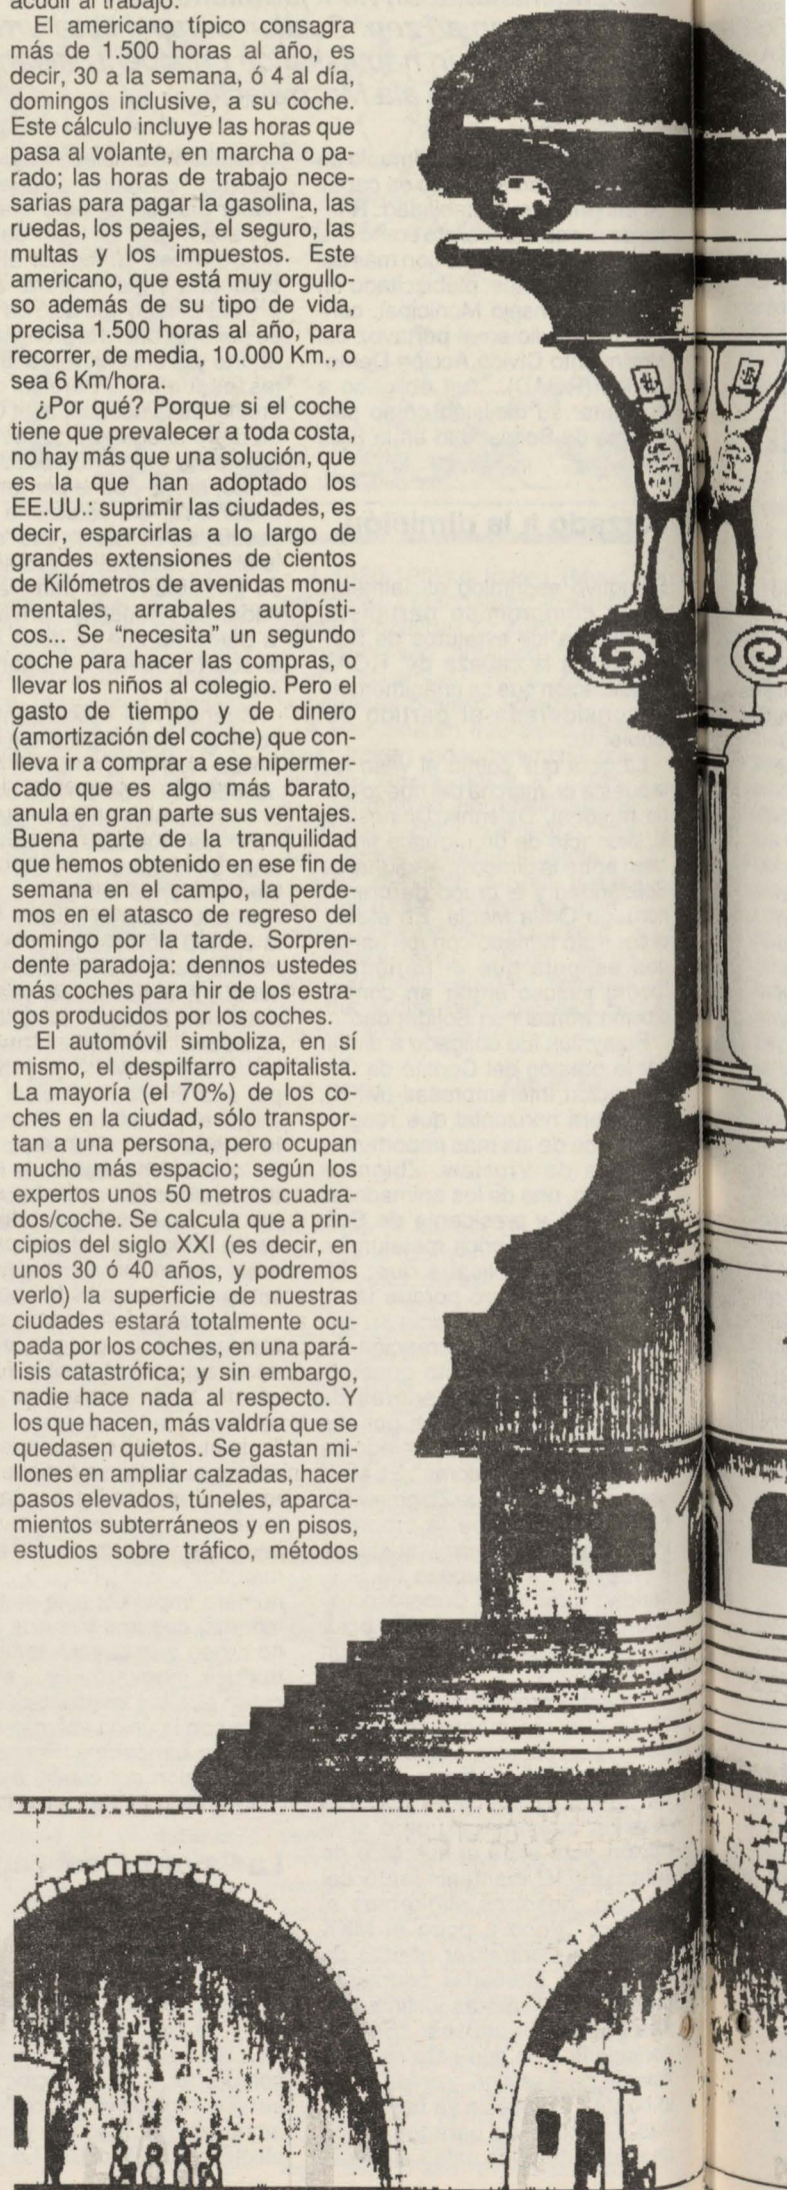 acudir al trabajo.
El americano típico consagra
más de 1.500 horas al año, es
decir, 30 a la semana, ó 4 al día,
domingos inclusive, a su coche.
Este cálculo incluye las horas que
pasa al volante, en marcha o pa-
rado; las horas de trabajo nece-
sarias para pagar la gasolina, las
ruedas, los peajes, el seguro, las
multas y los impuestos. Este
americano, que está muy orgullo-
so además de su tipo de vida,
precisa 1.500 horas al año, para
recorrer, de media, 10.000 Km., o
sea 6 Km/hora.
¿Por qué? Porque si el coche
tiene que prevalecer a toda costa,
no hay más que una solución, que
es la que han adoptado los
EE.UU.: suprimir las ciudades, es
decir, esparcirlas a lo largo de
grandes extensiones de cientos
de Kilómetros de avenidas monu-
mentales, arrabales autopísti-
cos... Se “necesita” un segundo
coche para hacer las compras, o
llevar los niños al colegio. Pero el
gasto de tiempo y de dinero
(amortización del coche) que con-
lleva ir a comprar a ese hipermer-
cado que es algo más barato,
anula en gran parte sus ventajes.
Buena parte de la tranquilidad
que hemos obtenido en ese fin de
semana en el campo, la perde-
mos en el atasco de regreso del
domingo por la tarde. Sorpren-
dente paradoja: dennos ustedes
más coches para hir de los estra-
gos producidos por los coches.
El automóvil simboliza, en sí
mismo, el despilfarro capitalista.
La mayoría (el 70%) de los co-
ches en la ciudad, sólo transpor-
tan a una persona, pero ocupan
mucho más espacio; según los
expertos unos 50 metros cuadra-
dos/coche. Se calcula que a prin-
cipios del siglo XXI (es decir, en
unos 30 ó 40 años, y podremos
verlo) la superficie de nuestras
ciudades estará totalmente ocu-
pada por los coches, en una pará-
lisis catastrófica; y sin embargo,
nadie hace nada al respecto. Y
los que hacen, más valdría que se
quedasen quietos. Se gastan mi-
llones en ampliar calzadas, hacer
pasos elevados, túneles, aparca-
mientos subterráneos y en pisos,
estudios sobre tráfico, métodos